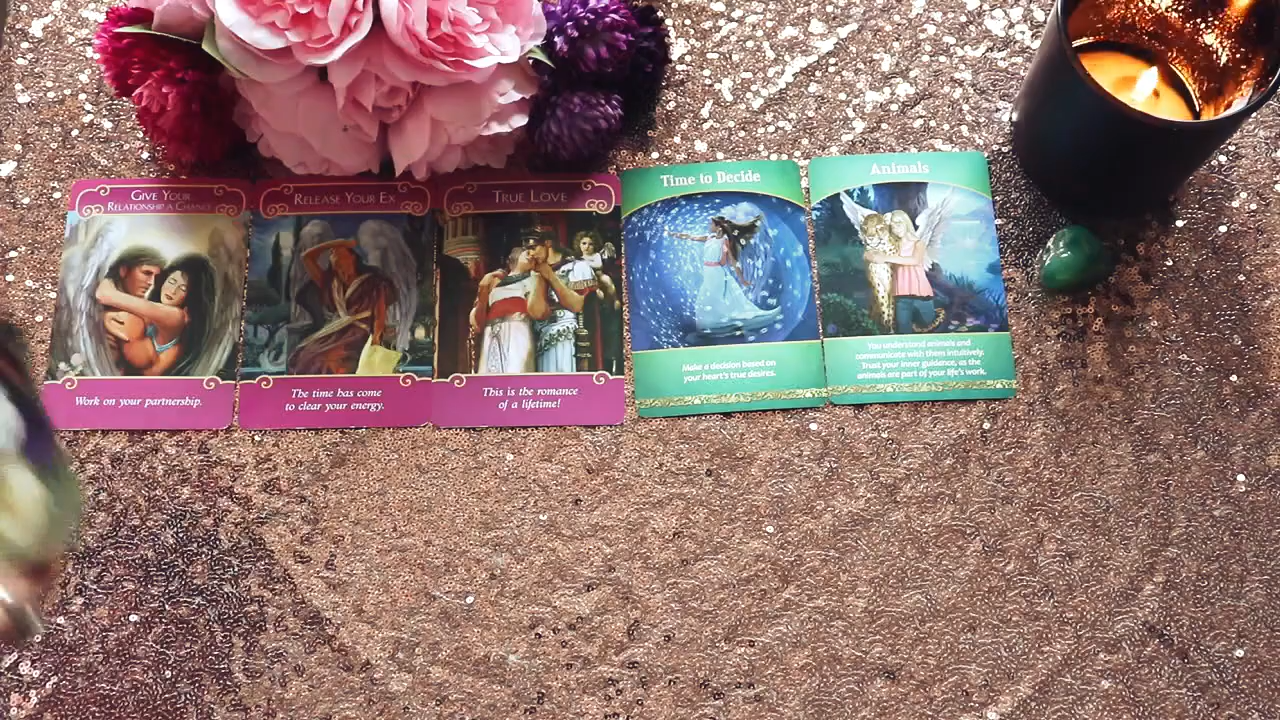 GIVE YOUR
RELATIONSHIP A CHANCE
Work on your partnership.
RELEASE YOUR EX
The time has come
to clear your energy.
TRUE LOVE
This is the romance
of a lifetime!
Time to Decide
Make a decision based on
your heart's true desires.
Animals
You understand animals and
communicate with them intuitively.
Trust your inner guidance, as the
animals are part of your life's work.